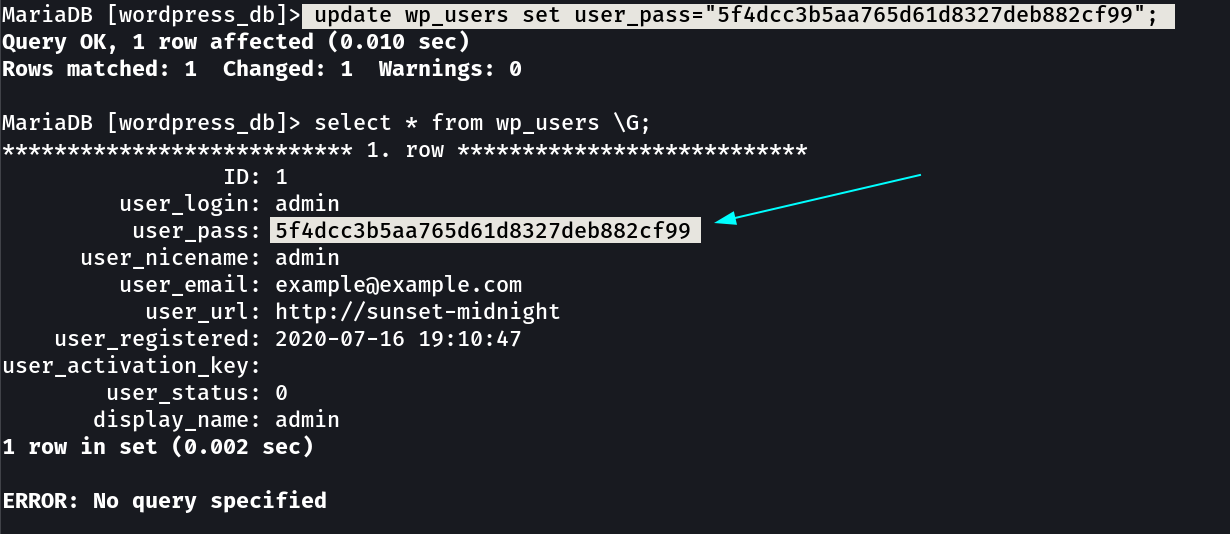 MariaDB [wordpress_db]> update wp_users set user_pass="5f4dcc3b5aa765d61d8327deb882cf99";
Query OK, 1 row affected (0.010 sec)
Rows matched: 1  Changed: 1  Warnings: 0
MariaDB [wordpress_db]> select * from wp_users \G;
*************************** 1. row ***************************
ID: 1
user_login: admin
user_pass: 5f4dcc3b5aa765d61d8327deb882cf99
user_nicename: admin
user_email: example@example.com
user_url: http://sunset-midnight
user_registered: 2020-07-16 19:10:47
user_activation_key:
user_status: 0
display_name: admin
1 row in set (0.002 sec)
ERROR: No query specified